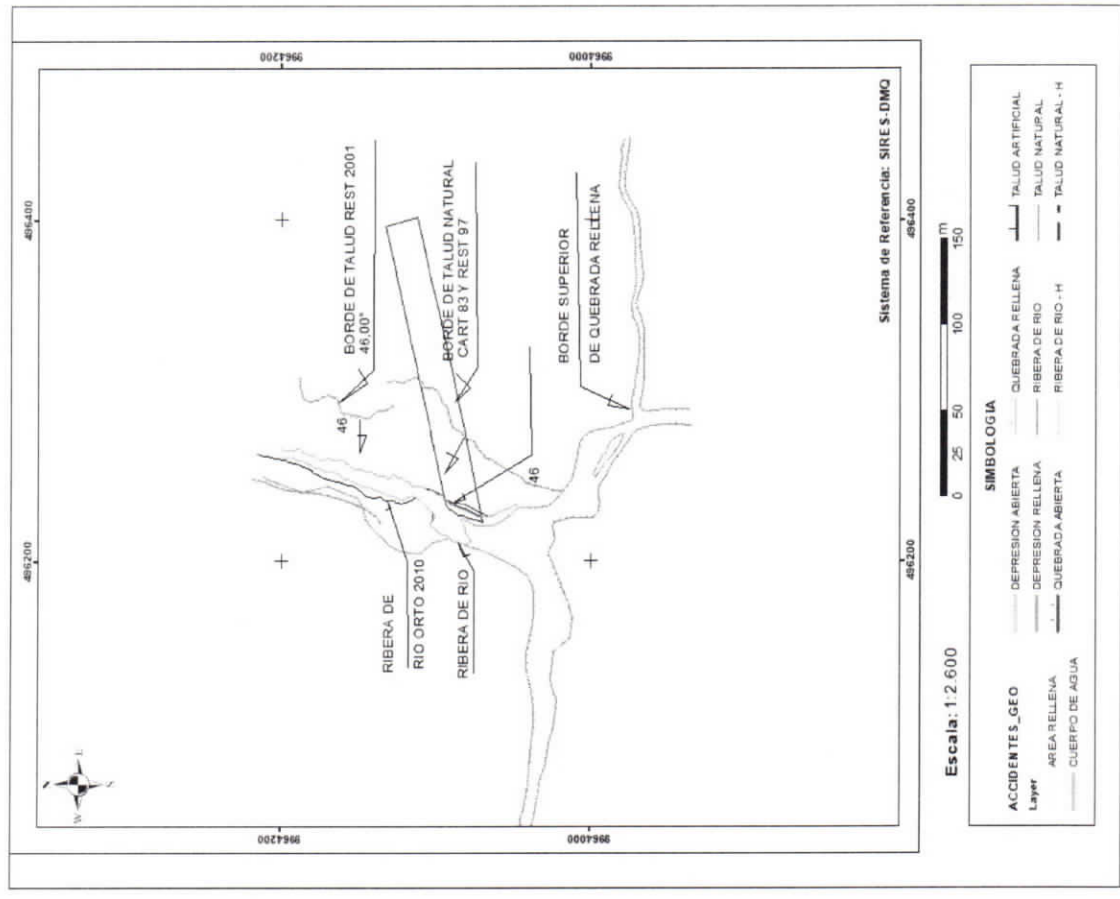 N
W
E
S
496200
496400
9964200
9964200
9964000
9964000
BORDE DE TALUD REST 2001
46,00°
46
BORDE DE TALUD NATURAL
CART 83 Y REST 97
46
RIBERA DE
RIO ORTO 2010
RIBERA DE RIO
BORDE SUPERIOR
DE QUEBRADA RELLENA
Sistema de Referencia: SIRES-DMQ
496200
496400
Escala: 1:2.600
0
25
50
100
150
m
SIMBOLOGIA
ACCIDENTES_GEO
Layer
AREA RELLENA
CUERPO DE AGUA
DEPRESION ABIERTA
DEPRESION RELLENA
QUEBRADA ABIERTA
QUEBRADA RELLENA
RIBERA DE RIO
RIBERA DE RIO - H
TALUD ARTIFICIAL
TALUD NATURAL
TALUD NATURAL - H